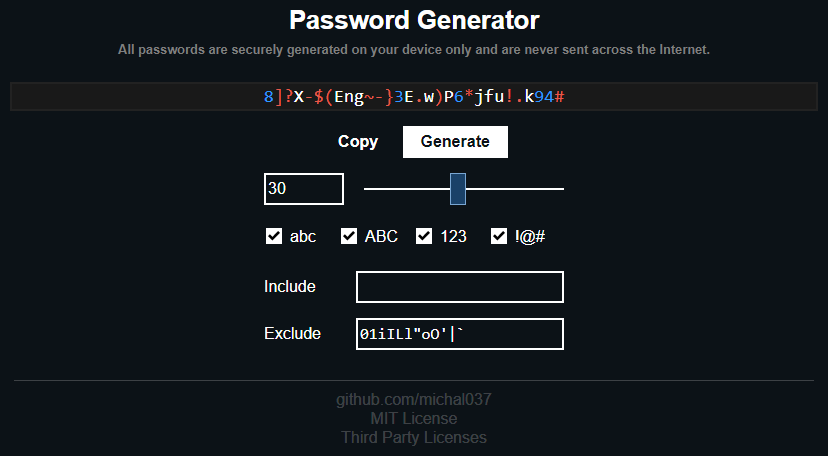 Password Generator
All passwords are securely generated on your device only and are never sent across the Internet.
8]?X-$(Eng~-}3E.w)P6*jfu!.k94#
Copy Generate
30
abc ABC 123 !@#
Include
Exclude 01iILl"oO'|`
github.com/michal037
MIT License
Third Party Licenses